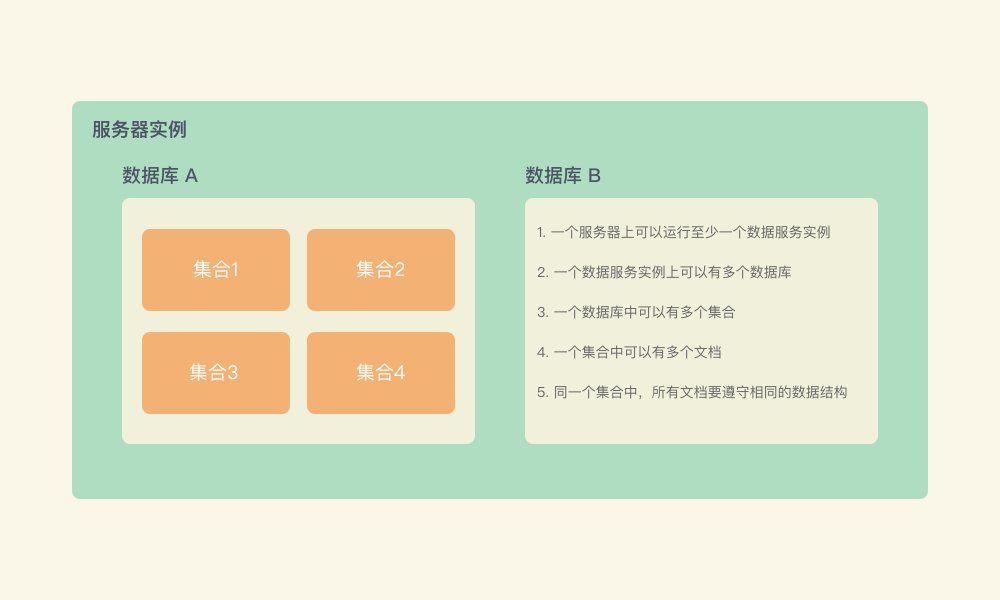 服务器实例
数据库 A
集合1
集合2
集合3
集合4
数据库 B
1. 一个服务器上可以运行至少一个数据服务实例
2. 一个数据服务实例上可以有多个数据库
3. 一个数据库中可以有多个集合
4. 一个集合中可以有多个文档
5. 同一个集合中，所有文档要遵守相同的数据结构